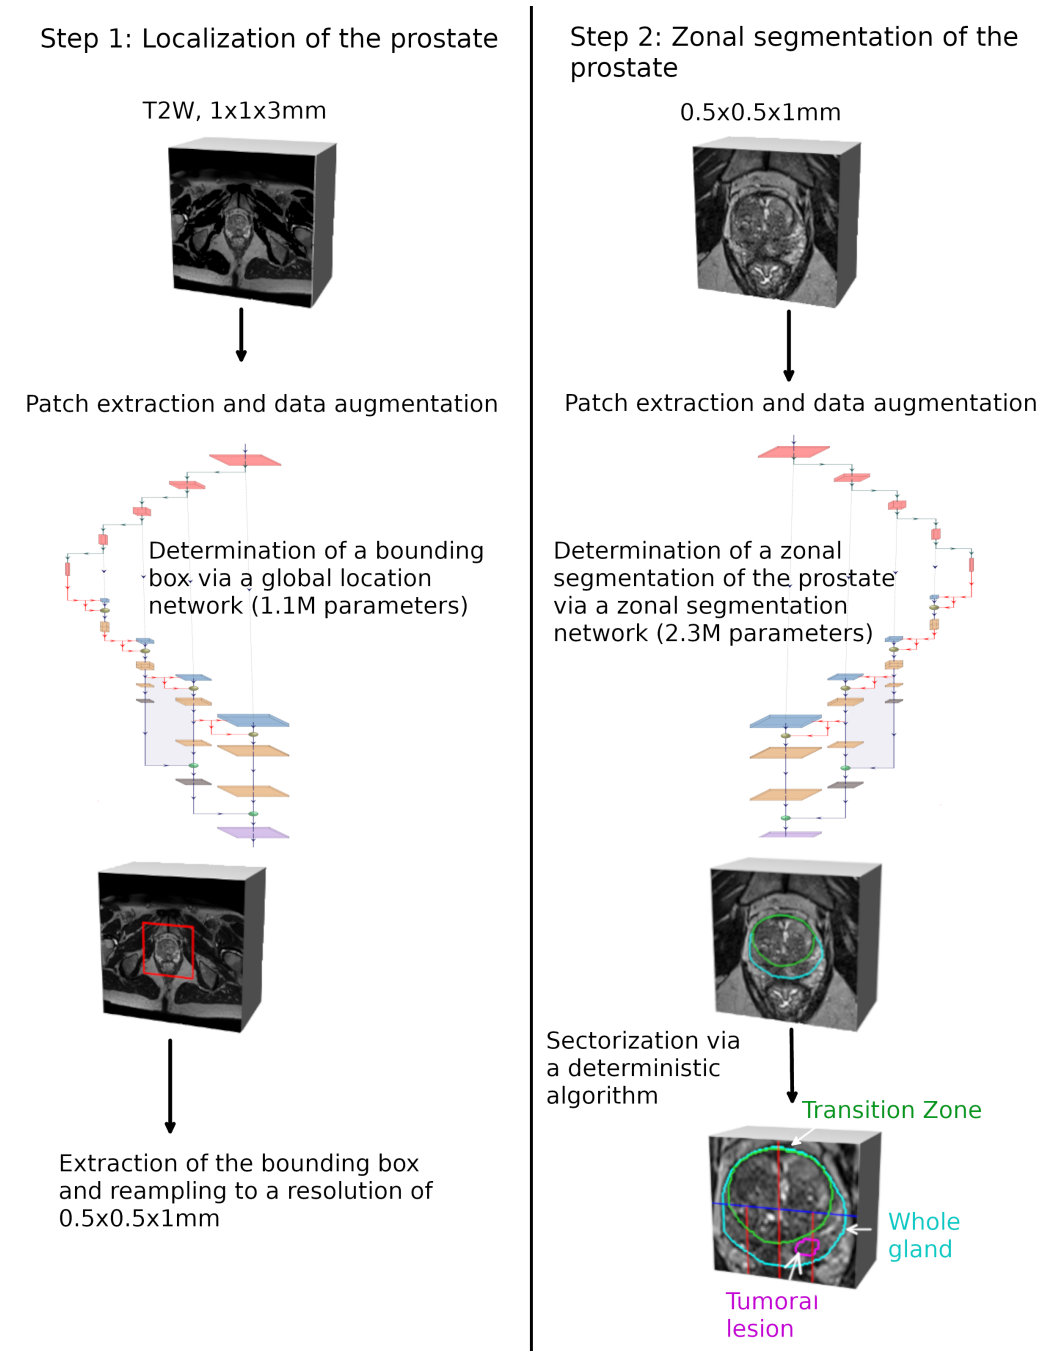 Step 1: Localization of the prostate
T2W, 1x1x3mm
Patch extraction and data augmentation
Determination of a bounding
box via a global location
network (1.1M parameters)
Extraction of the bounding box
and reampling to a resolution of
0.5x0.5x1mm
Step 2: Zonal segmentation of the
prostate
0.5x0.5x1mm
Patch extraction and data augmentation
Determination of a zonal
segmentation of the prostate
via a zonal segmentation
network (2.3M parameters)
Sectorization via
a deterministic
algorithm
Transition Zone
Whole
gland
Tumoral
lesion